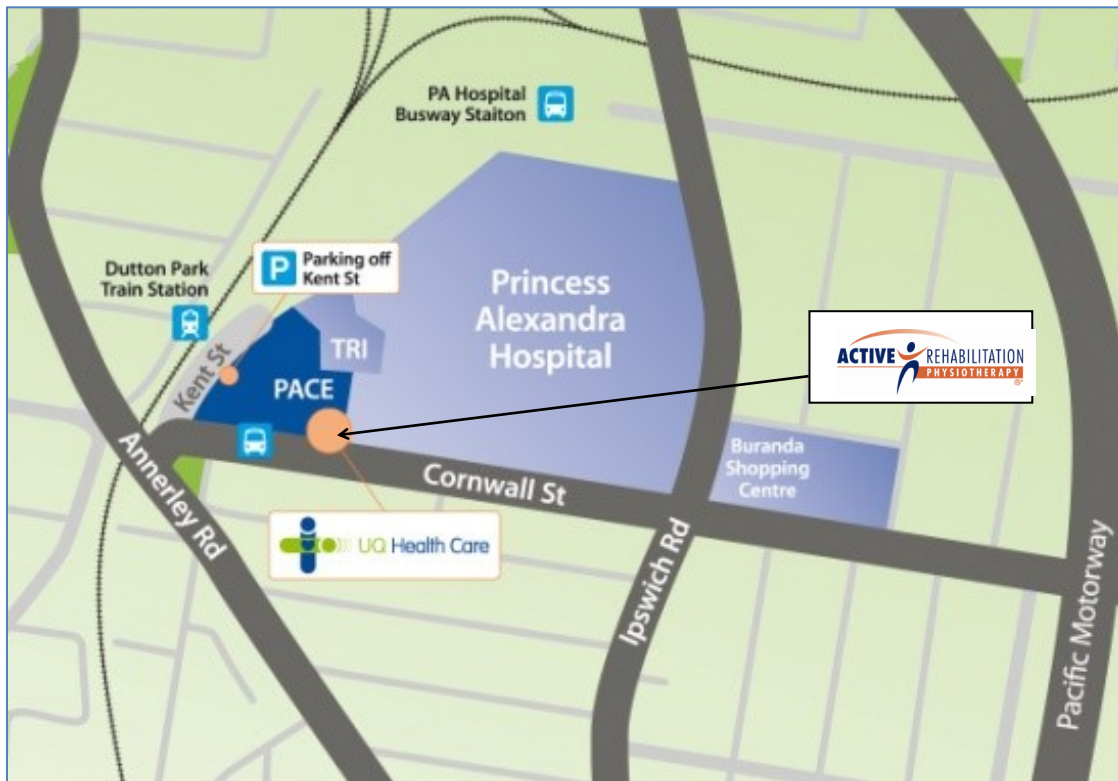 PA Hospital
Busway Staiton
P
Parking off
Kent St
Dutton Park
Train Station
Princess
Alexandra
Hospital
TRI
Kent St
PACE
ACTIVE REHABILITATION
PHYSIOTHERAPY
®
Buranda
Shopping
Centre
Annerley Rd
Cornwall St
UQ Health Care
Ipswich Rd
Pacific Motorway